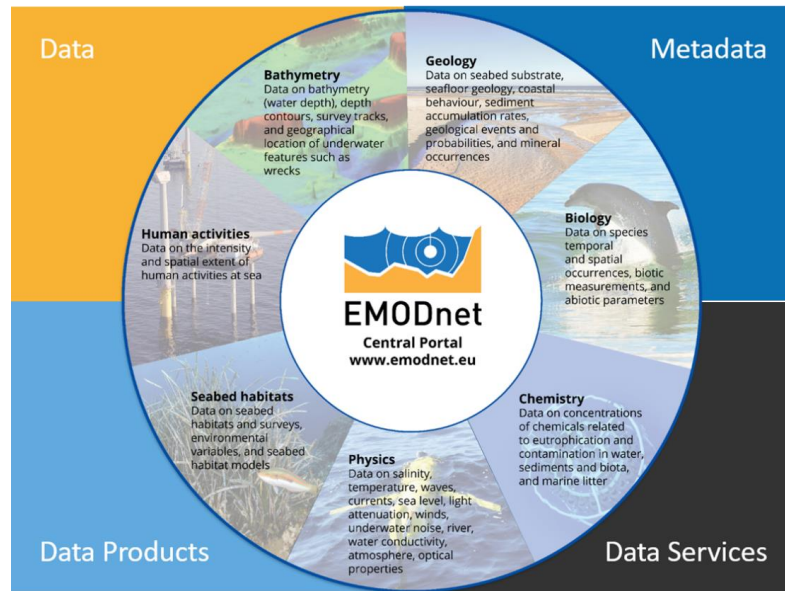 Data
Metadata
Bathymetry
Data on bathymetry
(water depth), depth
contours, survey tracks,
and geographical
location of underwater
features such as
wrecks
Geology
Data on seabed substrate,
seafloor geology, coastal
behaviour, sediment
accumulation rates,
geological events and
probabilities, and mineral
occurrences
Human activities
Data on the intensity
and spatial extent of
human activities at sea
Biology
Data on species
temporal
and spatial
occurrences, biotic
measurements, and
abiotic parameters
EMODnet
Central Portal
www.emodnet.eu
Seabed habitats
Data on seabed
habitats and surveys,
environmental
variables, and seabed
habitat models
Physics
Data on salinity,
temperature, waves,
currents, sea level, light
attenuation, winds,
underwater noise, river,
water conductivity,
atmosphere, optical
properties
Chemistry
Data on concentrations
of chemicals related
to eutrophication and
contamination in water,
sediments and biota,
and marine litter
Data Products
Data Services